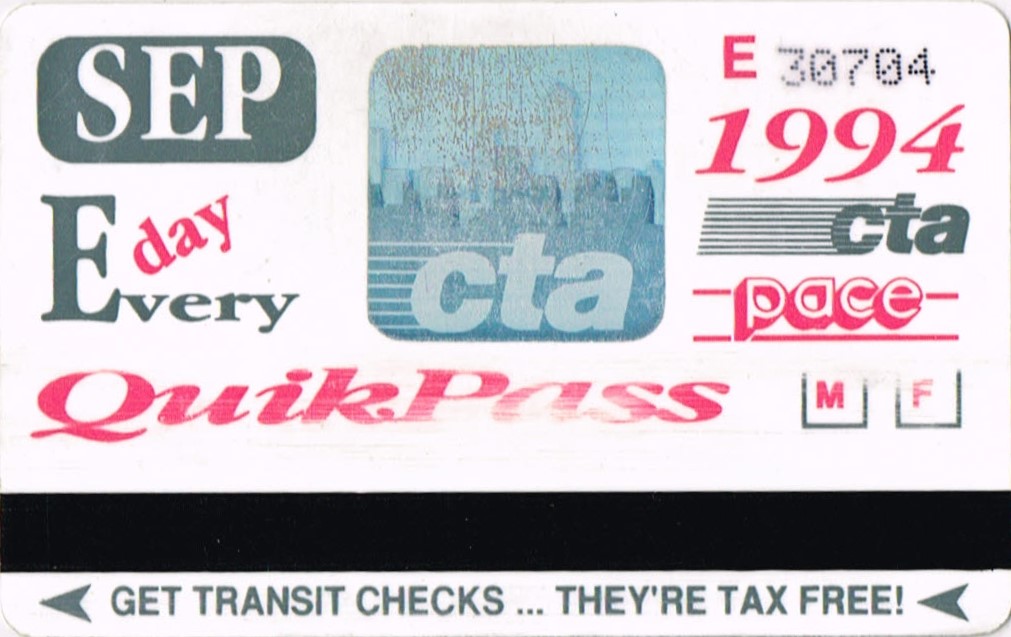 SEP
E 30704
1994
Every day
cta
cta
pace
QuikPass
M F
GET TRANSIT CHECKS ... THEY'RE TAX FREE!